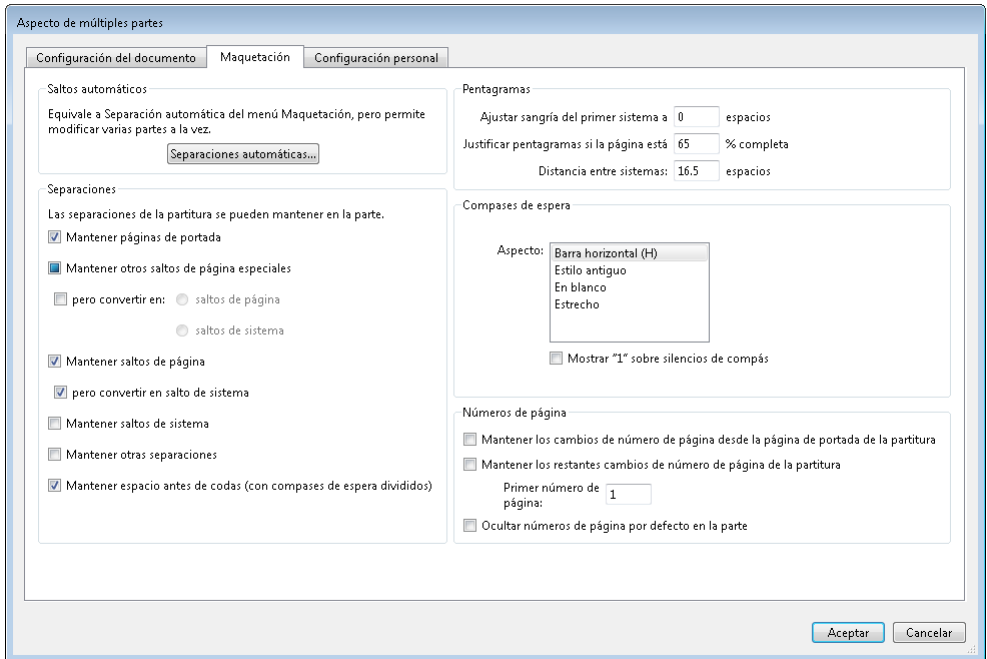 Aspecto de múltiples partes
Configuración del documento
Maquetación
Configuración personal
Saltos automáticos
Equivale a Separación automática del menú Maquetación, pero permite
modificar varias partes a la vez.
Separaciones automáticas...
Separaciones
Las separaciones de la partitura se pueden mantener en la parte.
Mantener páginas de portada
Mantener otros saltos de página especiales
pero convertir en:
saltos de página
saltos de sistema
Mantener saltos de página
pero convertir en salto de sistema
Mantener saltos de sistema
Mantener otras separaciones
Mantener espacio antes de codas (con compases de espera divididos)
Pentagramas
Ajustar sangría del primer sistema a 0 espacios
Justificar pentagramas si la página está 65 % completa
Distancia entre sistemas: 16.5 espacios
Compases de espera
Aspecto:
Barra horizontal (H)
Estilo antiguo
En blanco
Estrecho
Mostrar "1" sobre silencios de compás
Números de página
Mantener los cambios de número de página desde la página de portada de la partitura
Mantener los restantes cambios de número de página de la partitura
Primer número de
página: 1
Ocultar números de página por defecto en la parte
Aceptar
Cancelar